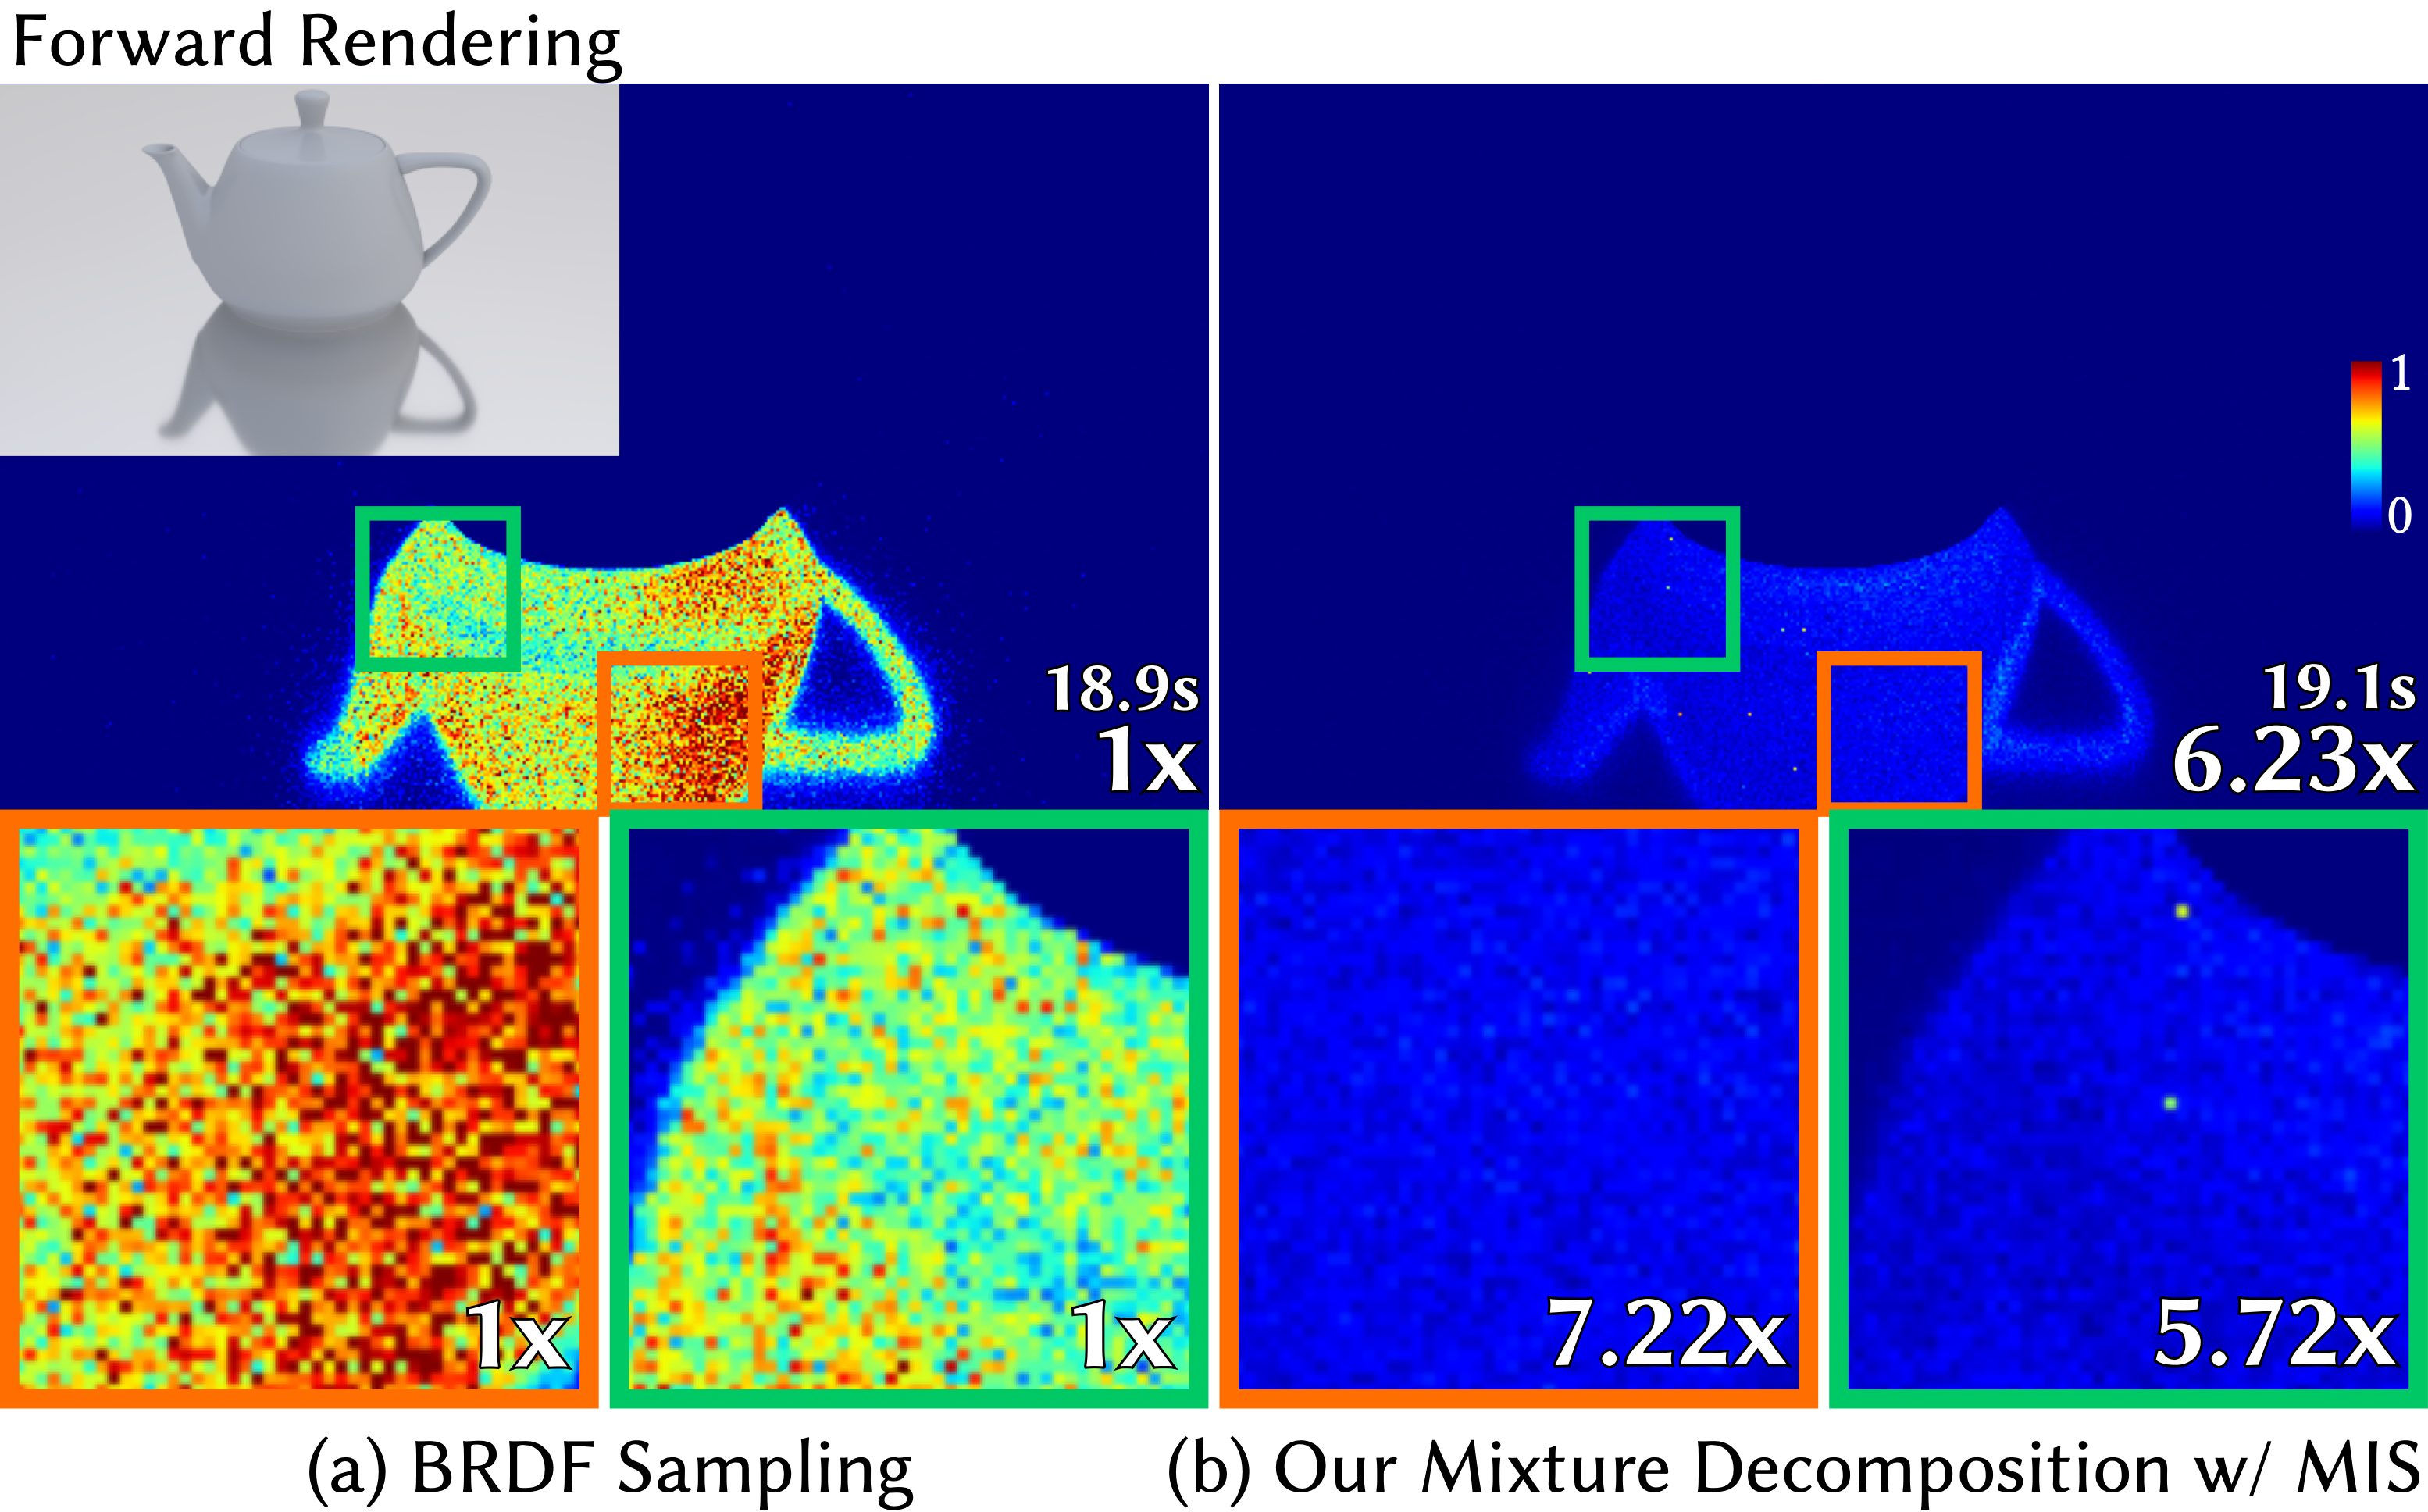 Forward Rendering
1
0
18.9s
1x
19.1s
6.23x
1x
1x
7.22x
5.72x
(a) BRDF Sampling
(b) Our Mixture Decomposition w/ MIS